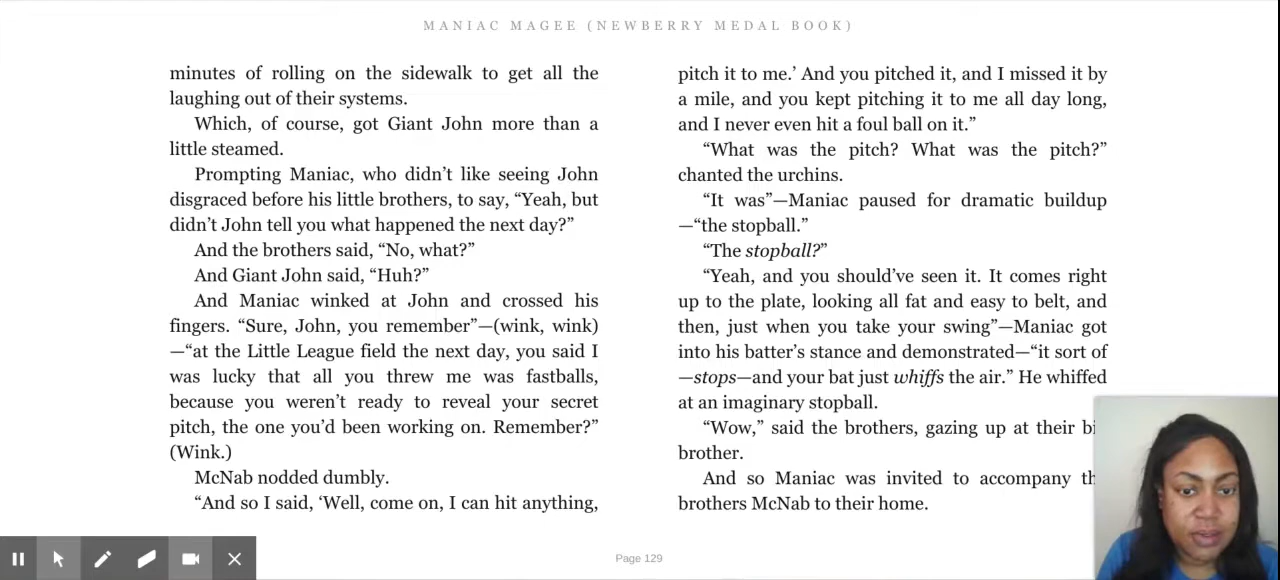 MANIAC MAGEE (NEWBERRY MEDAL BOOK)
minutes of rolling on the sidewalk to get all the
laughing out of their systems.
Which, of course, got Giant John more than a
little steamed.
Prompting Maniac, who didn’t like seeing John
disgraced before his little brothers, to say, “Yeah, but
didn’t John tell you what happened the next day?”
And the brothers said, “No, what?”
And Giant John said, “Huh?”
And Maniac winked at John and crossed his
fingers. “Sure, John, you remember”—(wink, wink)
—“at the Little League field the next day, you said I
was lucky that all you threw me was fastballs,
because you weren’t ready to reveal your secret
pitch, the one you’d been working on. Remember?”
(Wink.)
McNab nodded dumbly.
“And so I said, ‘Well, come on, I can hit anything,
pitch it to me.’ And you pitched it, and I missed it by
a mile, and you kept pitching it to me all day long,
and I never even hit a foul ball on it.”
“What was the pitch? What was the pitch?”
chanted the urchins.
“It was”—Maniac paused for dramatic buildup
—“the stopball.”
“The stopball?”
“Yeah, and you should’ve seen it. It comes right
up to the plate, looking all fat and easy to belt, and
then, just when you take your swing”—Maniac got
into his batter’s stance and demonstrated—“it sort of
—stops—and your bat just whiffs the air.” He whiffed
at an imaginary stopball.
“Wow,” said the brothers, gazing up at their
brother.
And so Maniac was invited to accompany
brothers McNab to their home.
Page 129